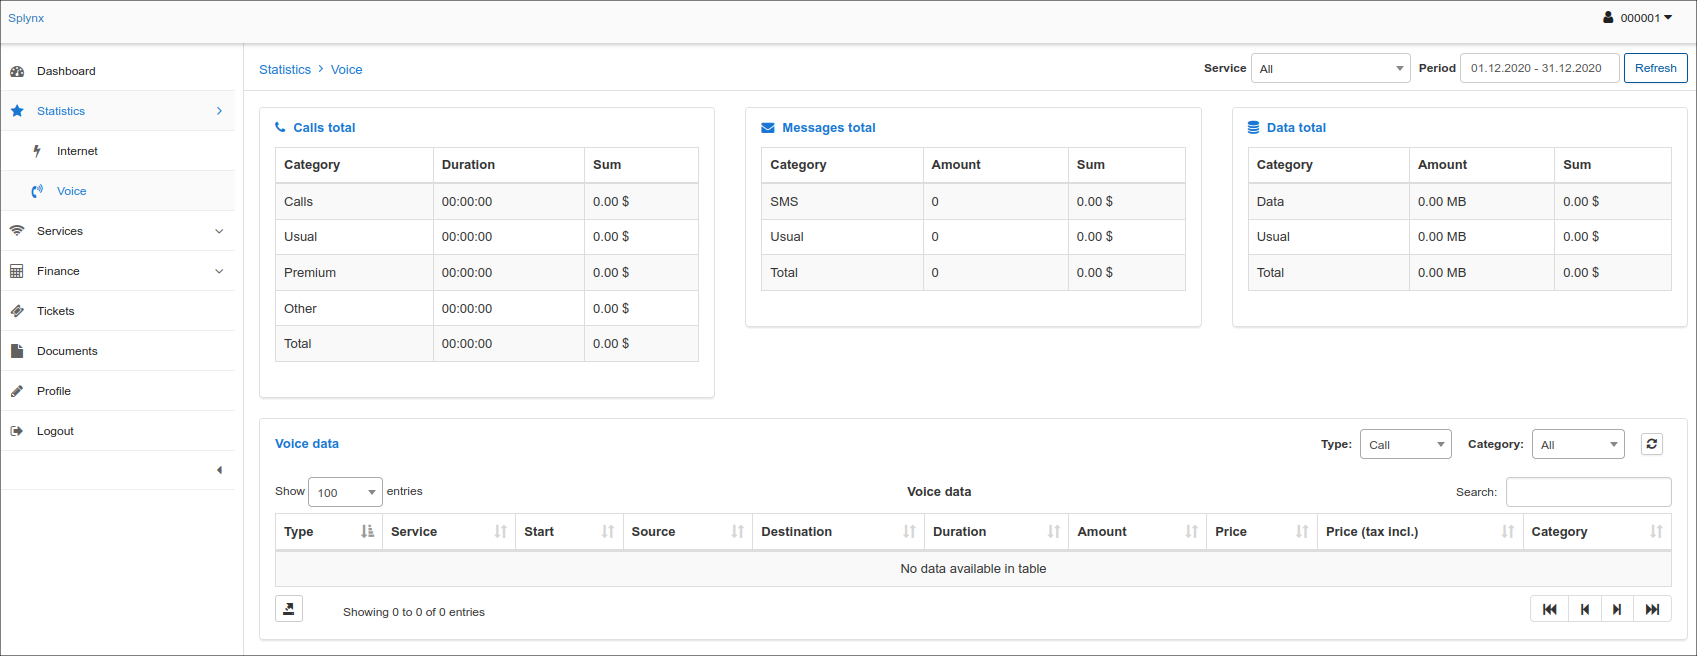 Splynx
000001
Dashboard
Statistics
Internet
Voice
Services
Finance
Tickets
Documents
Profile
Logout
Statistics > Voice
Service All Period 01.12.2020 - 31.12.2020 Refresh
Calls total
Category Duration Sum
Calls 00:00:00 0.00 $
Usual 00:00:00 0.00 $
Premium 00:00:00 0.00 $
Other 00:00:00 0.00 $
Total 00:00:00 0.00 $
Messages total
Category Amount Sum
SMS 0 0.00 $
Usual 0 0.00 $
Total 0 0.00 $
Data total
Category Amount Sum
Data 0.00 MB 0.00 $
Usual 0.00 MB 0.00 $
Total 0.00 MB 0.00 $
Voice data
Type: Call Category: All
Show 100 entries
Voice data
Search:
Type Service Start Source Destination Duration Amount Price Price (tax incl.) Category
No data available in table
Showing 0 to 0 of 0 entries